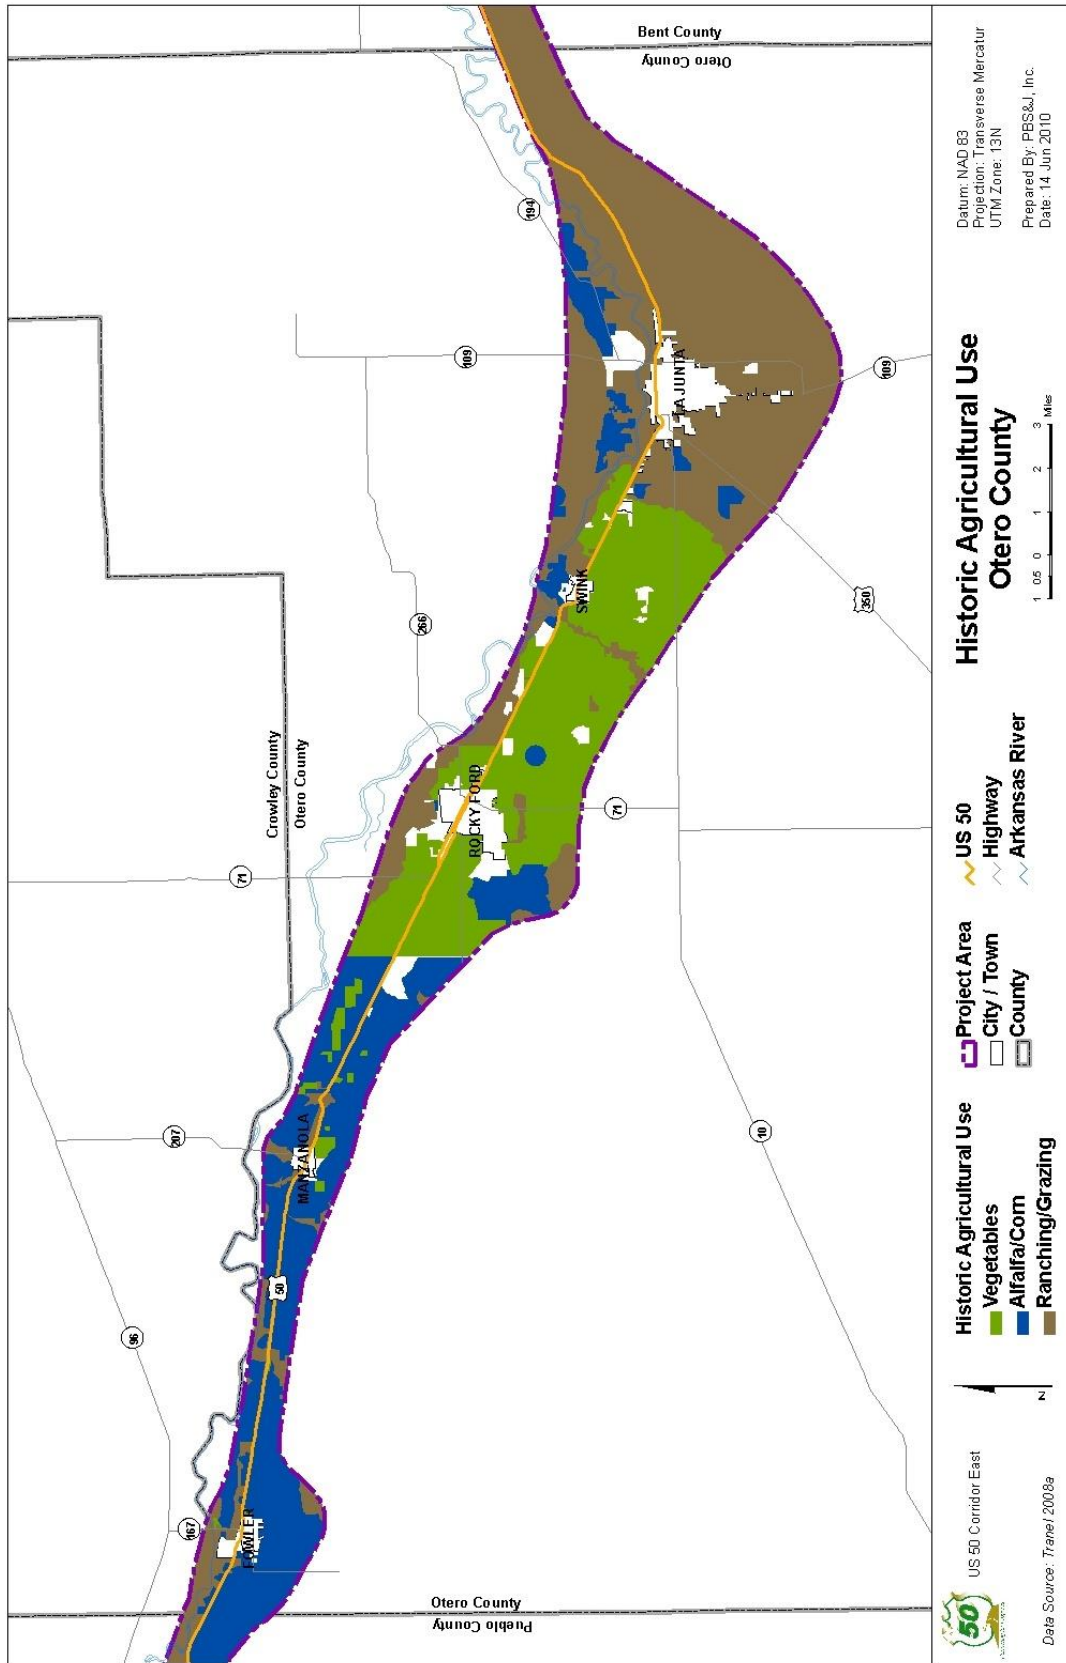 Bent County
Otero County
Crowley County
Otero County
Otero County
Pueblo County
194
109
109
266
71
71
350
207
10
96
50
167
LA JUNTA
SWINK
ROCKY FORD
MANZANOLA
FOWLER
50
US 50 Corridor East
Data Source: Tranel 2008a
N
Historic Agricultural Use
Vegetables
Alfalfa/Corn
Ranching/Grazing
Project Area
City / Town
County
US 50
Highway
Arkansas River
Historic Agricultural Use
Otero County
1 0.5 0 1 2 3 Miles
Datum: NAD 83
Projection: Transverse Mercatur
UTM Zone: 13N
Prepared By: PBS&J, Inc.
Date: 14 Jun 2010